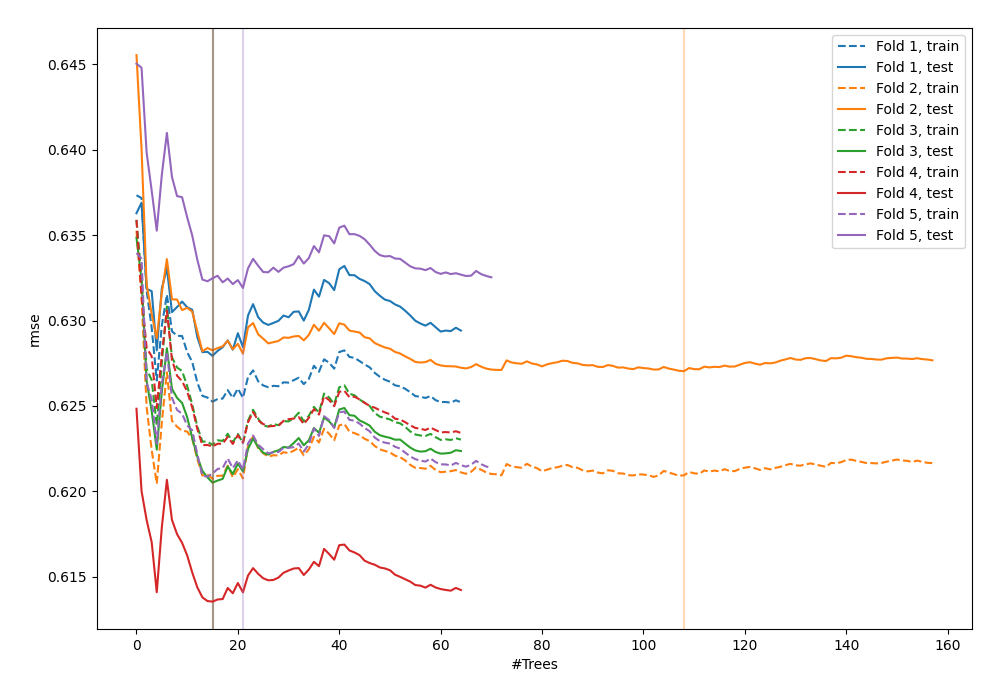 0.645
0.640
0.635
0.630
0.625
0.620
0.615
rmse
0
20
40
60
80
100
120
140
160
#Trees
Fold 1, train
Fold 1, test
Fold 2, train
Fold 2, test
Fold 3, train
Fold 3, test
Fold 4, train
Fold 4, test
Fold 5, train
Fold 5, test